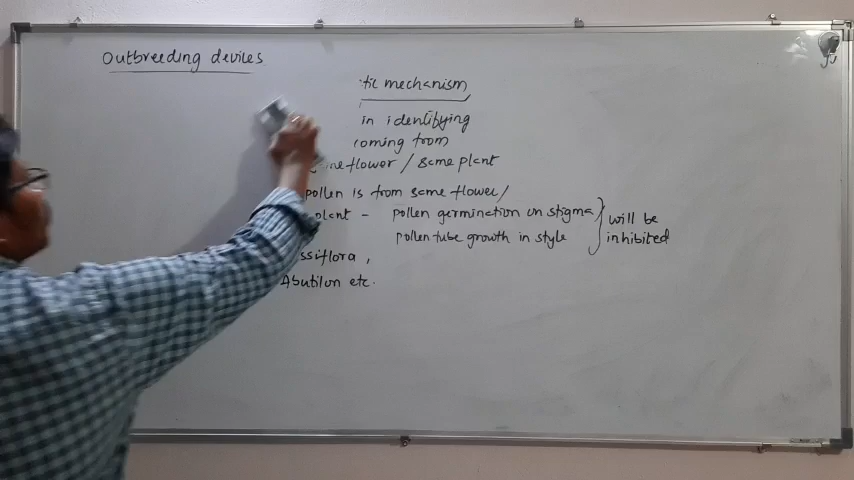 Outbreeding devices
tic mechanism
in identifying
coming from
same flower / same plant
pollen is from same flower/
plant - pollen germination on stigma } will be
pollen tube growth in style } inhibited
ssiflora,
Abutilon etc.